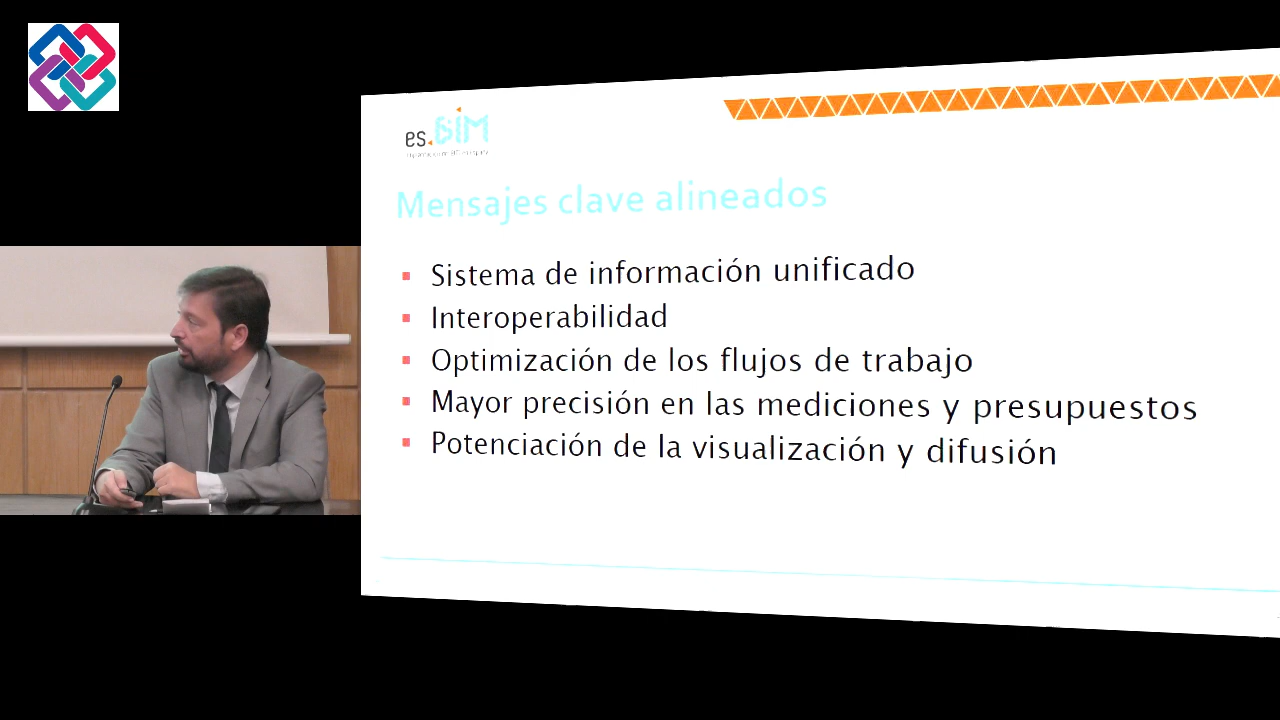 es.BIM
Mensajes clave alineados
Sistema de información unificado
Interoperabilidad
Optimización de los flujos de trabajo
Mayor precisión en las mediciones y presupuestos
Potenciación de la visualización y difusión